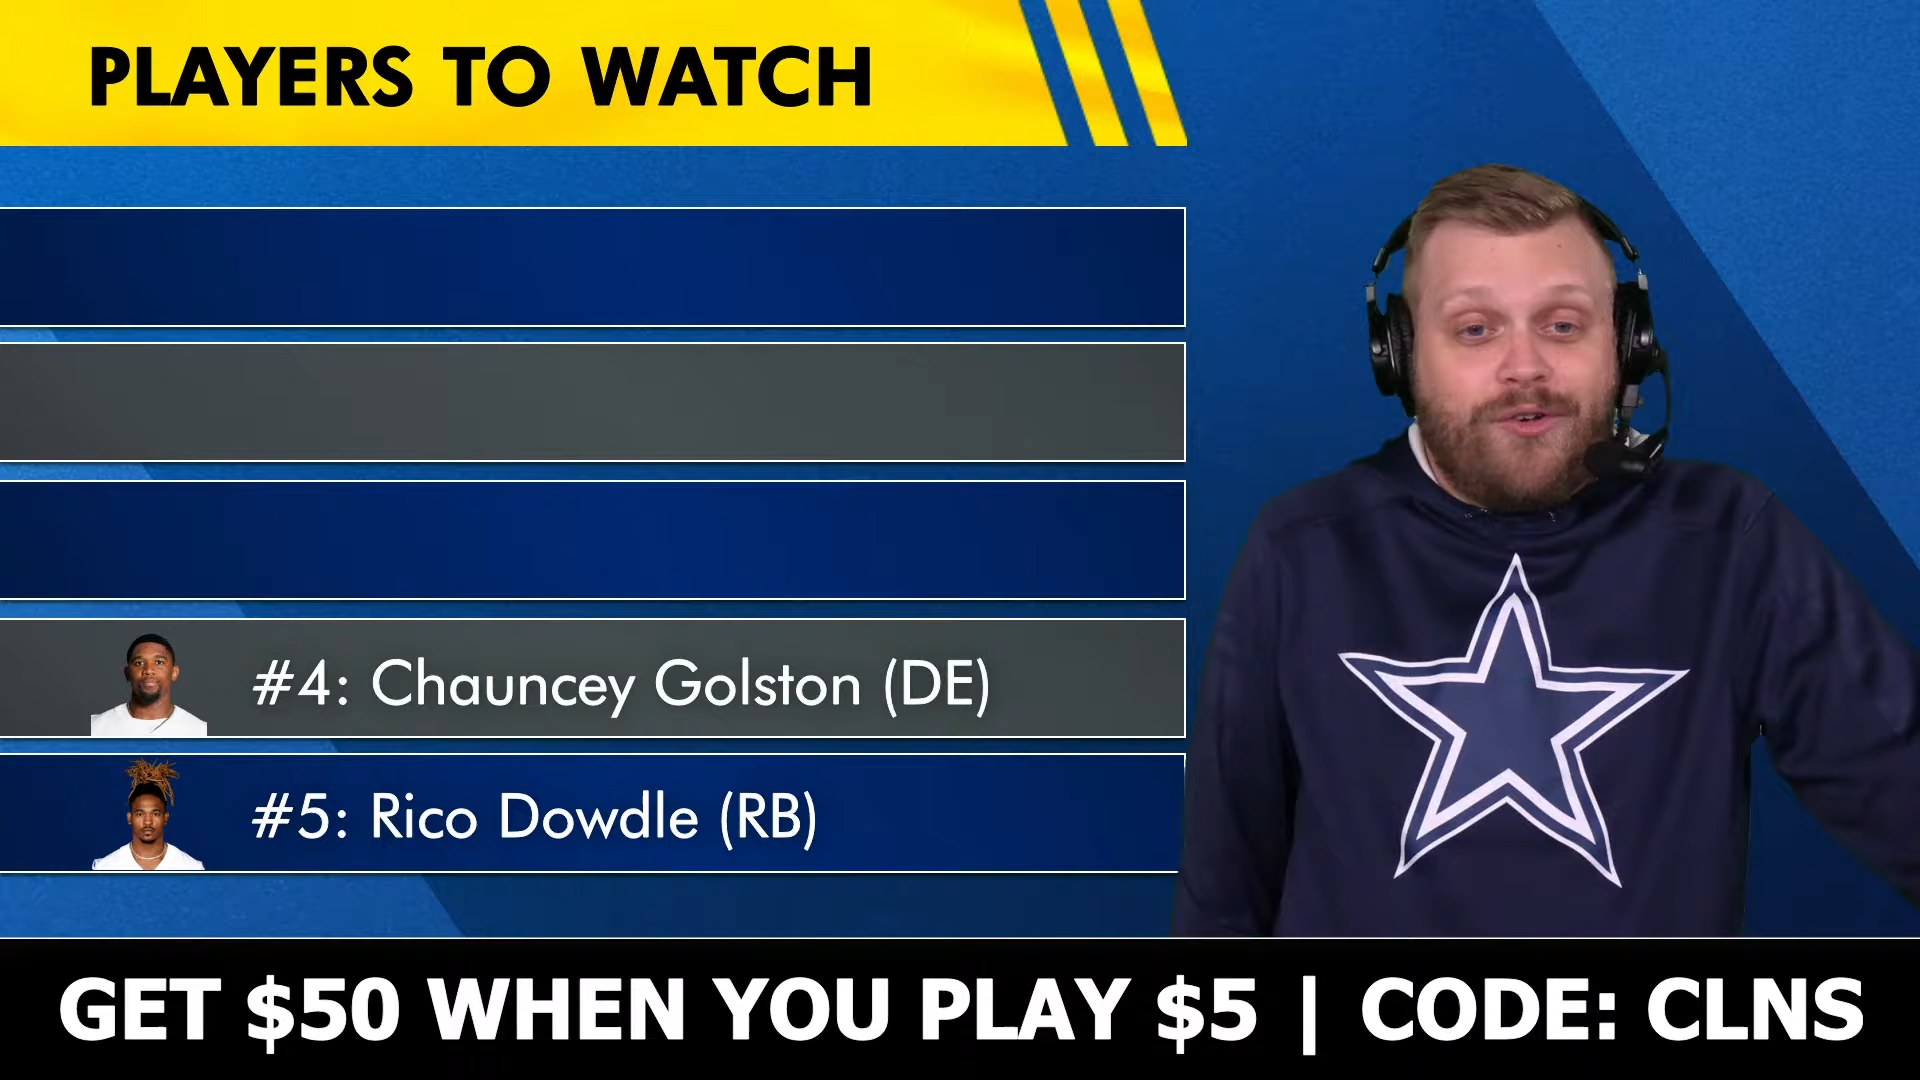 PLAYERS TO WATCH
#4: Chauncey Golston (DE)
#5: Rico Dowdle (RB)
GET $50 WHEN YOU PLAY $5 | CODE: CLNS